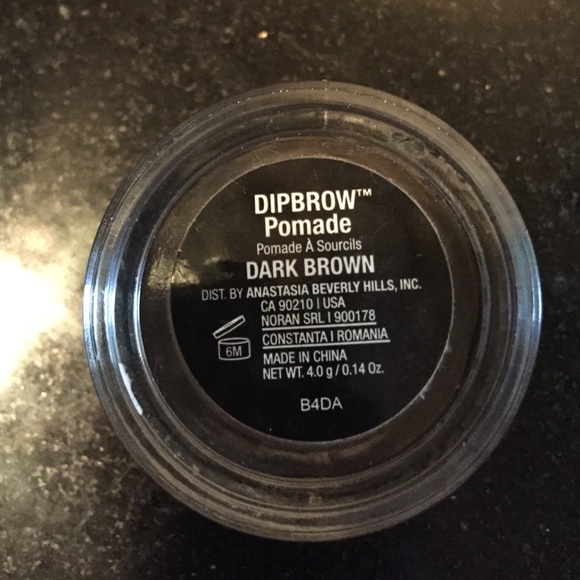 DIPBROW™
Pomade
Pomade À Sourcils
DARK BROWN
DIST. BY ANASTASIA BEVERLY HILLS, INC.
CA 90210 | USA
NORAN SRL | 900178
CONSTANTA | ROMANIA
6M
MADE IN CHINA
NET WT. 4.0 g / 0.14 Oz.
B4DA